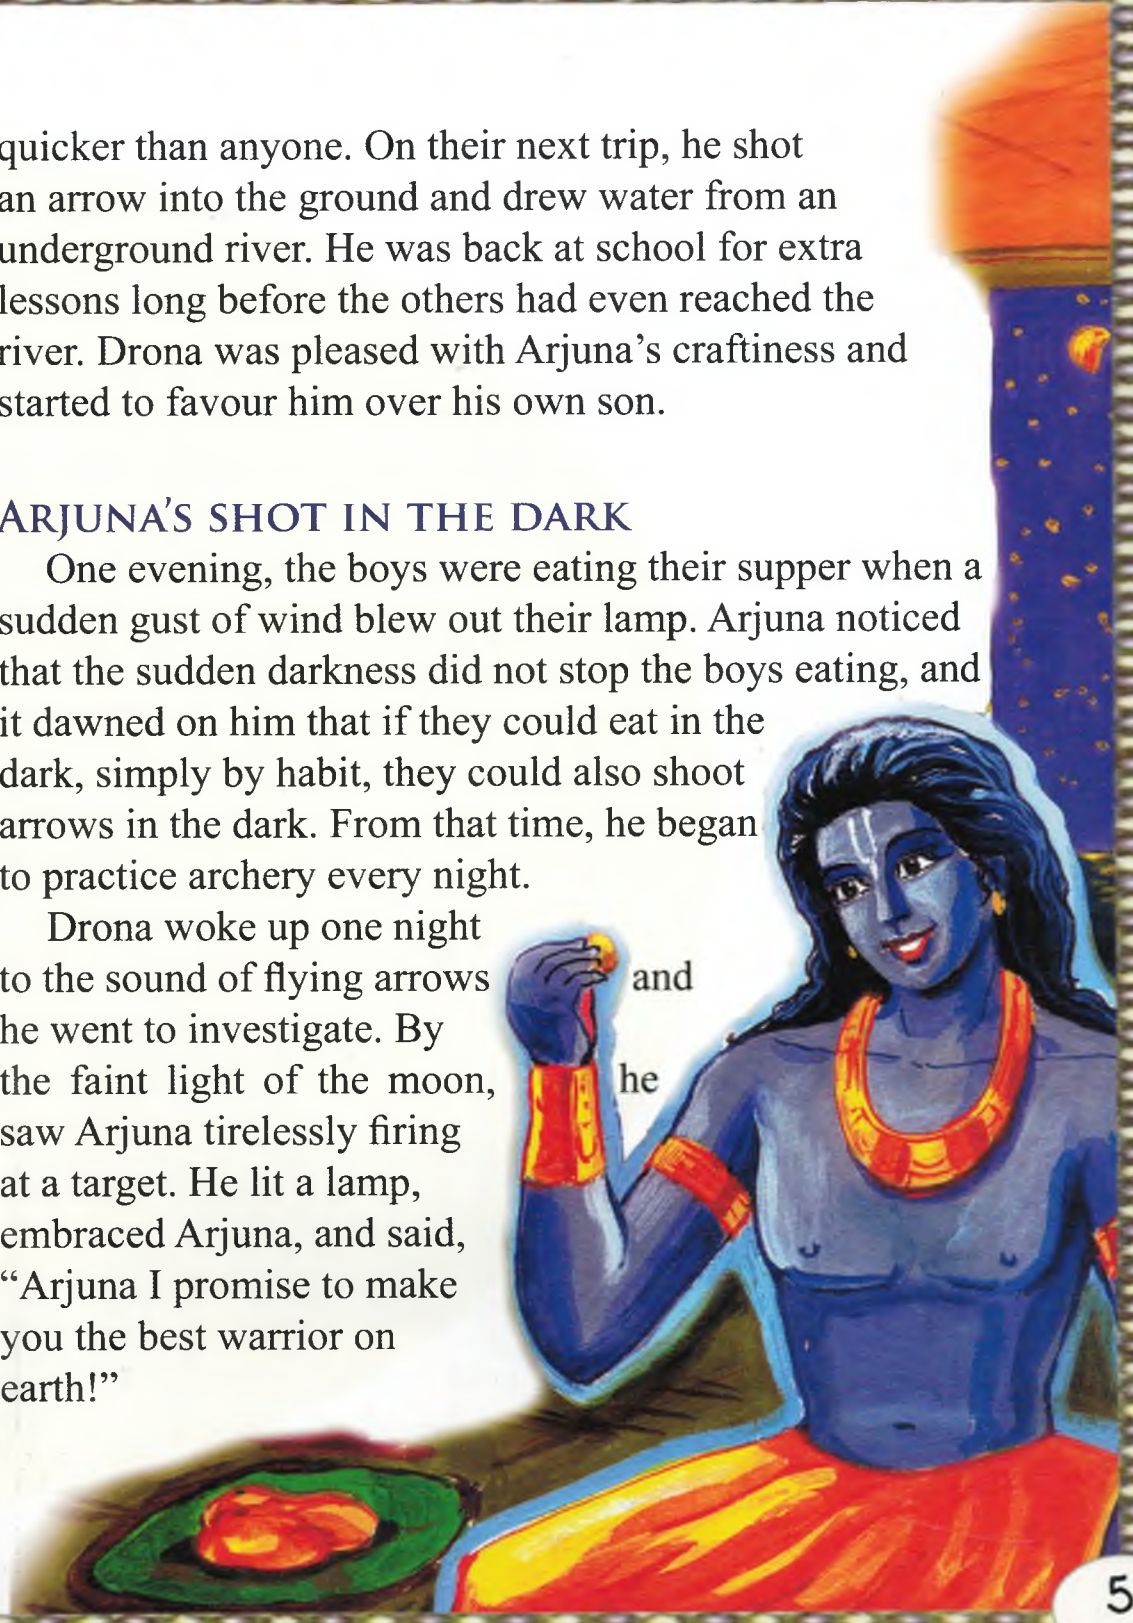 quicker than anyone. On their next trip, he shot
an arrow into the ground and drew water from an
underground river. He was back at school for extra
lessons long before the others had even reached the
river. Drona was pleased with Arjuna's craftiness and
started to favour him over his own son.
ARJUNA'S SHOT IN THE DARK
One evening, the boys were eating their supper when a
sudden gust of wind blew out their lamp. Arjuna noticed
that the sudden darkness did not stop the boys eating, and
it dawned on him that if they could eat in the
dark, simply by habit, they could also shoot
arrows in the dark. From that time, he began
to practice archery every night.
Drona woke up one night
to the sound of flying arrows and
he went to investigate. By
the faint light of the moon, he
saw Arjuna tirelessly firing
at a target. He lit a lamp,
embraced Arjuna, and said,
“Arjuna I promise to make
you the best warrior on
earth!”
5